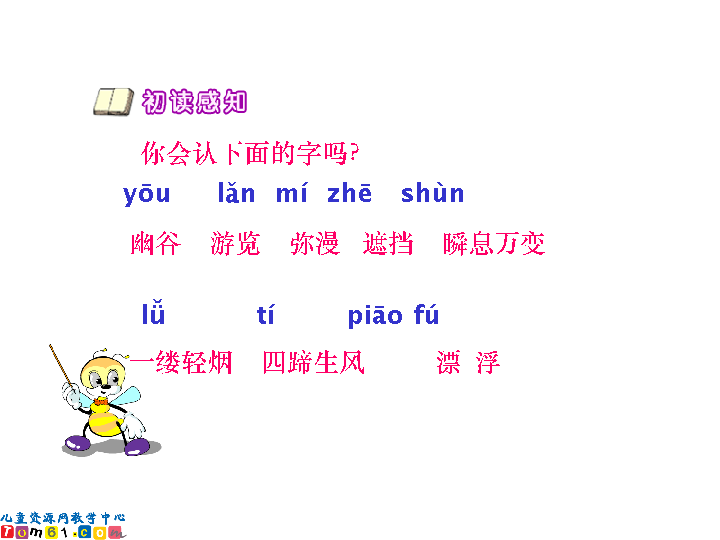 初读感知
你会认下面的字吗?
yōu lǎn mí zhē shùn
幽谷 游览 弥漫 遮挡 瞬息万变
lǚ tí piāo fú
一缕轻烟 四蹄生风 漂 浮
儿童资源网教学中心
Tom61.com